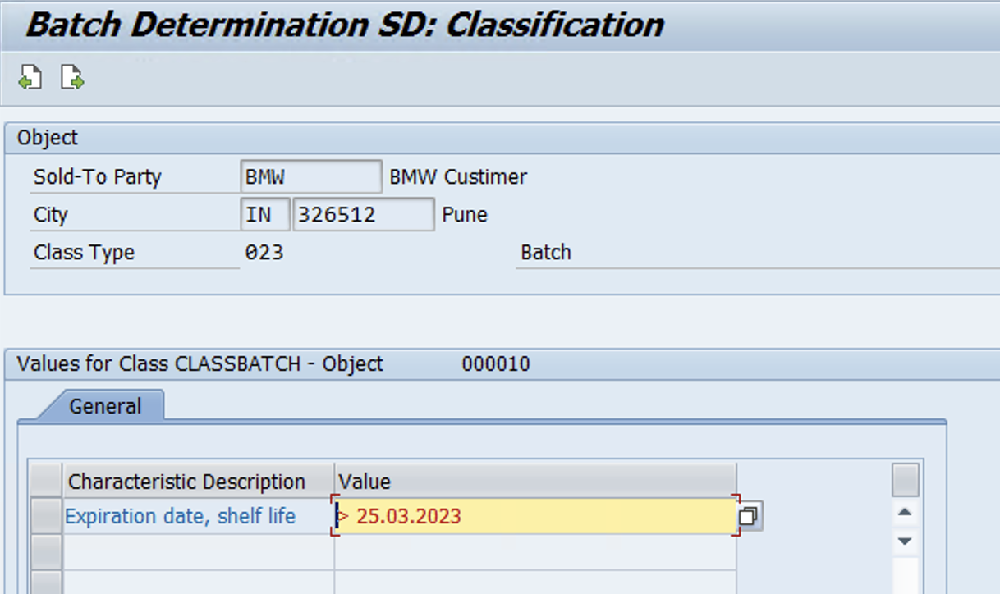 Batch Determination SD: Classification
Object
Sold-To Party BMW BMW Custimer
City IN 326512 Pune
Class Type 023 Batch
Values for Class CLASSBATCH - Object 000010
General
Characteristic Description Value
Expiration date, shelf life > 25.03.2023